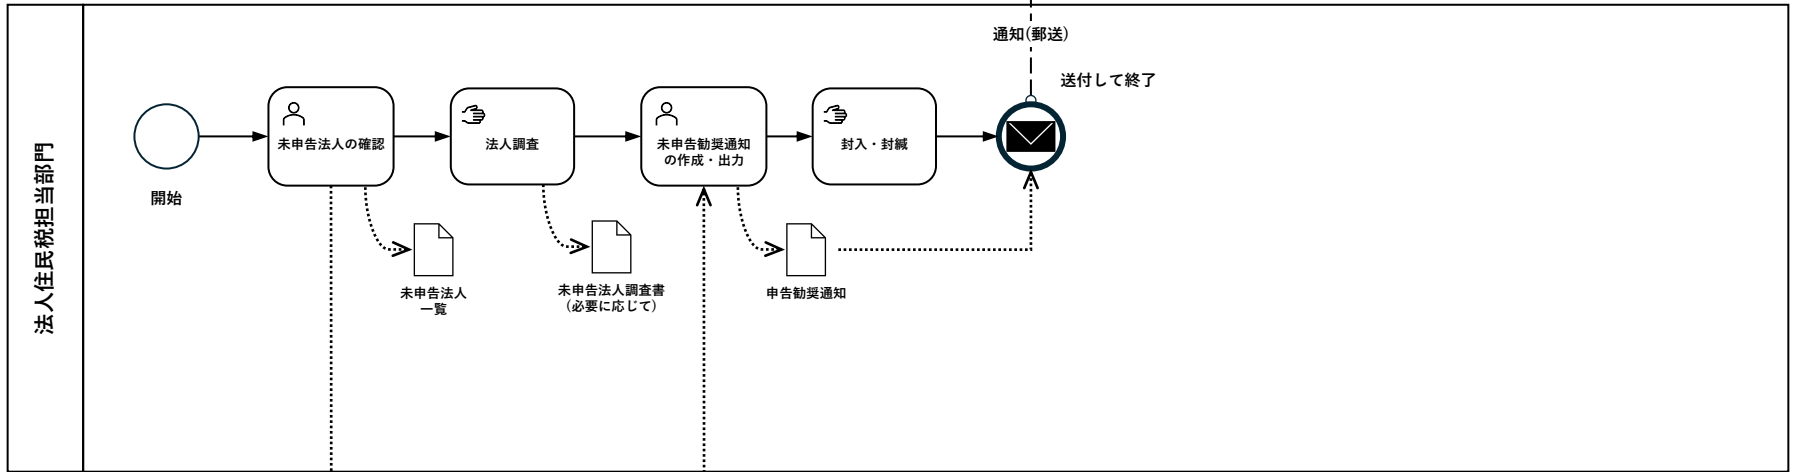 法人住民税担当部門
通知(郵送)
送付して終了
開始
未申告法人の確認
法人調査
未申告勧奨通知
の作成・出力
封入・封緘
未申告法人
一覧
未申告法人調査書
(必要に応じて)
申告勧奨通知